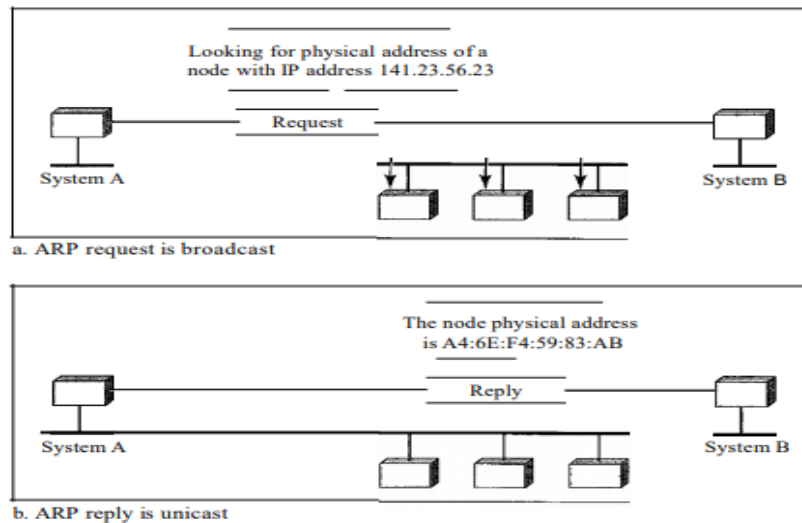 Looking for physical address of a
node with IP address 141.23.56.23
Request
System A
System B
a. ARP request is broadcast
The node physical address
is A4:6E:F4:59:83:AB
Reply
System A
System B
b. ARP reply is unicast